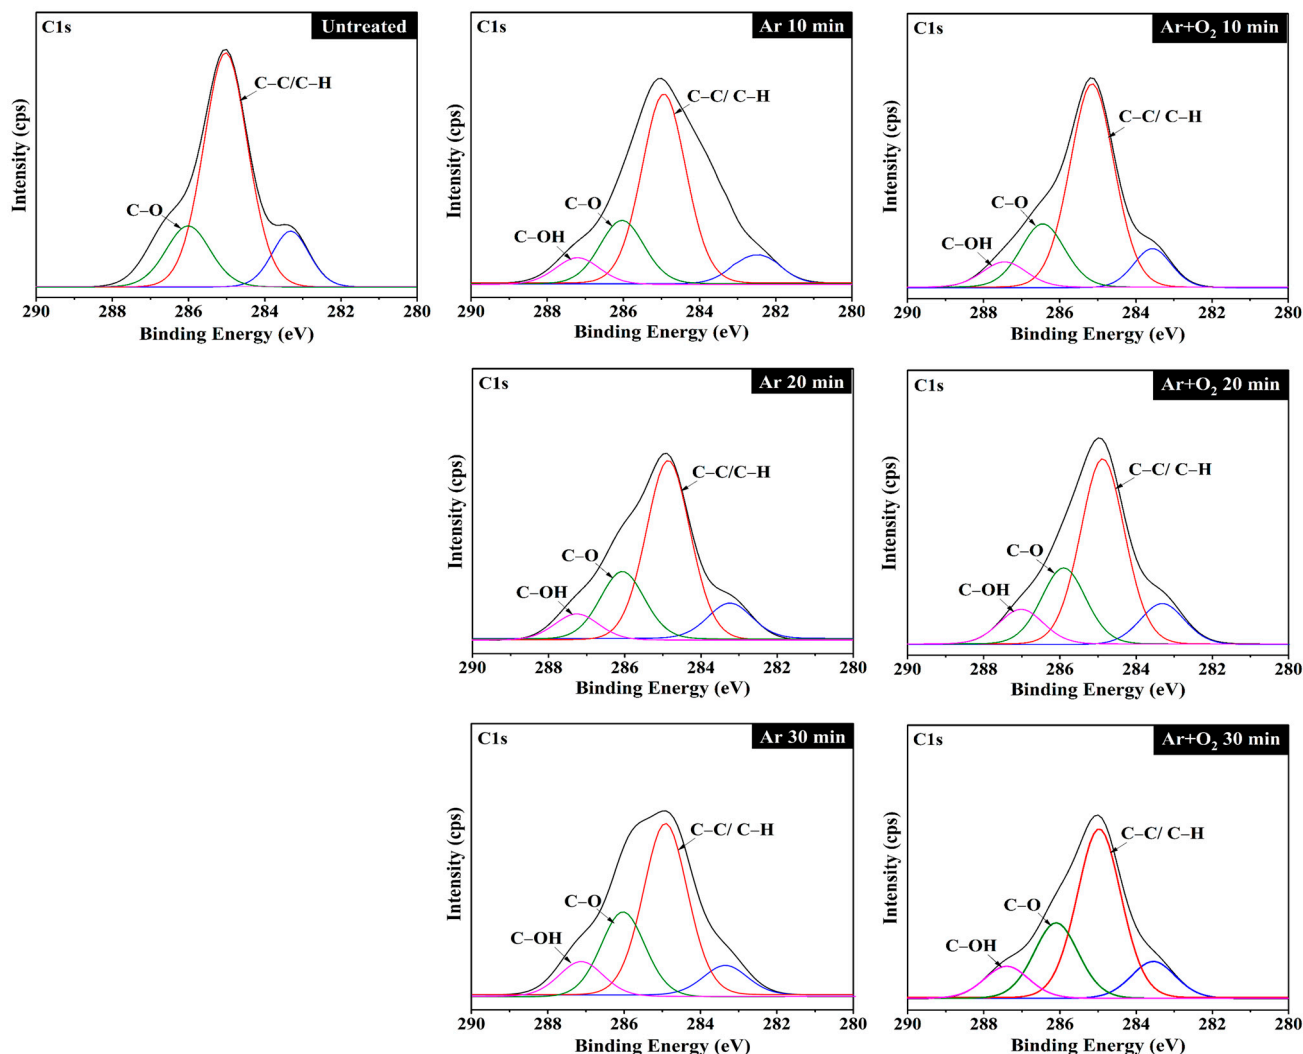 C1s
Untreated
C–C/C–H
C–O
Intensity (cps)
290 288 286 284 282 280
Binding Energy (eV)
C1s
Ar 10 min
C–C/ C–H
C–O
C–OH
Intensity (cps)
290 288 286 284 282 280
Binding Energy (eV)
C1s
Ar+O₂ 10 min
C–C/ C–H
C–O
C–OH
Intensity (cps)
290 288 286 284 282 280
Binding Energy (eV)
C1s
Ar 20 min
C–C/C–H
C–O
C–OH
Intensity (cps)
290 288 286 284 282 280
Binding Energy (eV)
C1s
Ar+O₂ 20 min
C–C/ C–H
C–O
C–OH
Intensity (cps)
290 288 286 284 282 280
Binding Energy (eV)
C1s
Ar 30 min
C–C/ C–H
C–O
C–OH
Intensity (cps)
290 288 286 284 282 280
Binding Energy (eV)
C1s
Ar+O₂ 30 min
C–C/ C–H
C–O
C–OH
Intensity (cps)
290 288 286 284 282 280
Binding Energy (eV)